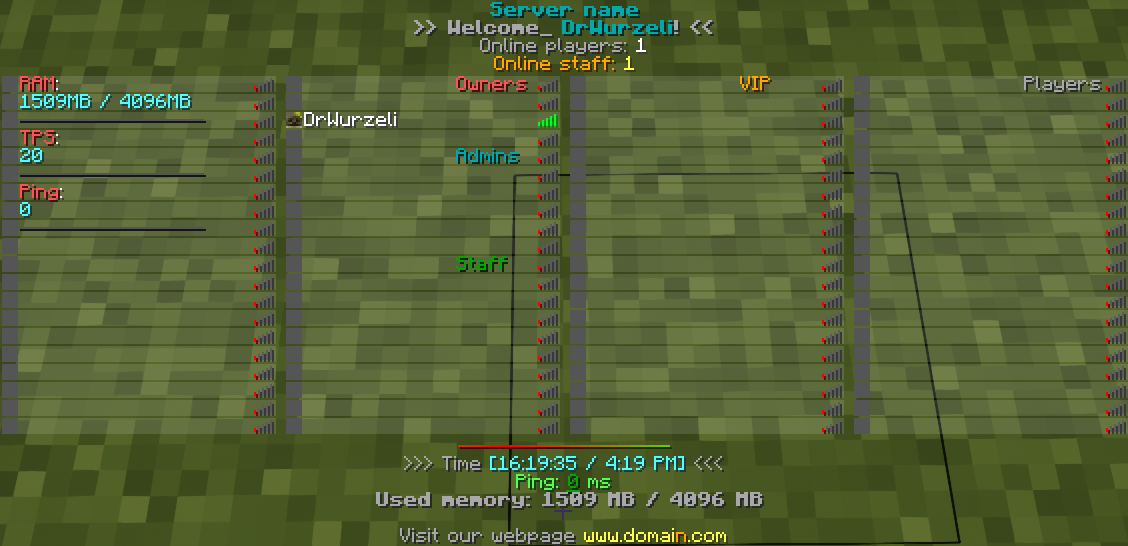 Server name
>> Welcome_ DrWurzeli! <<
Online players: 1
Online staff: 1
RAM:
1509MB / 4096MB
TPS:
20
Ping:
0
Owners
DrWurzeli
Admins
Staff
VIP
Players
>>> Time [16:19:35 / 4:19 PM] <<<
Ping: 0 ms
Used memory: 1509 MB / 4096 MB
Visit our webpage www.domain.com